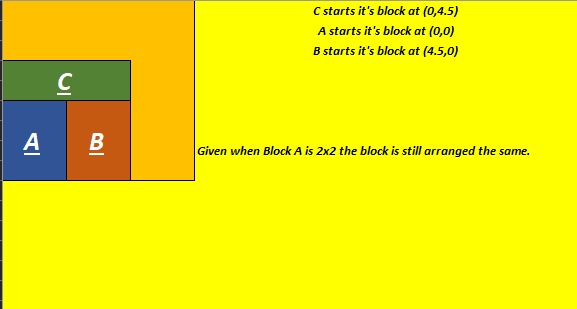 C starts it's block at (0,4.5)
A starts it's block at (0,0)
B starts it's block at (4.5,0)
C
A B
Given when Block A is 2x2 the block is still arranged the same.